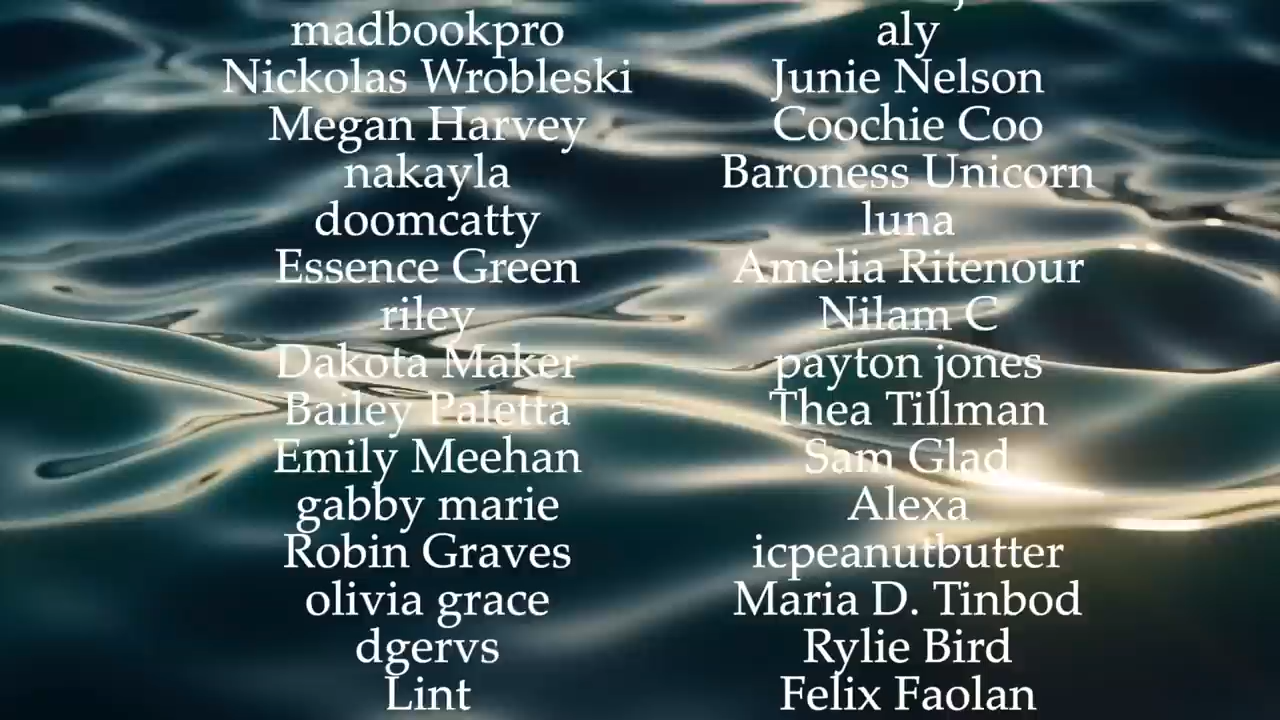 madbookpro
Nickolas Wrobleski
Megan Harvey
nakayla
doomcatty
Essence Green
riley
Dakota Maker
Bailey Paletta
Emily Meehan
gabby marie
Robin Graves
olivia grace
dgervs
Lint
aly
Junie Nelson
Coochie Coo
Baroness Unicorn
luna
Amelia Ritenour
Nilam C
payton jones
Thea Tillman
Sam Glad
Alexa
icpeanutbutter
Maria D. Tinbod
Rylie Bird
Felix Faolan